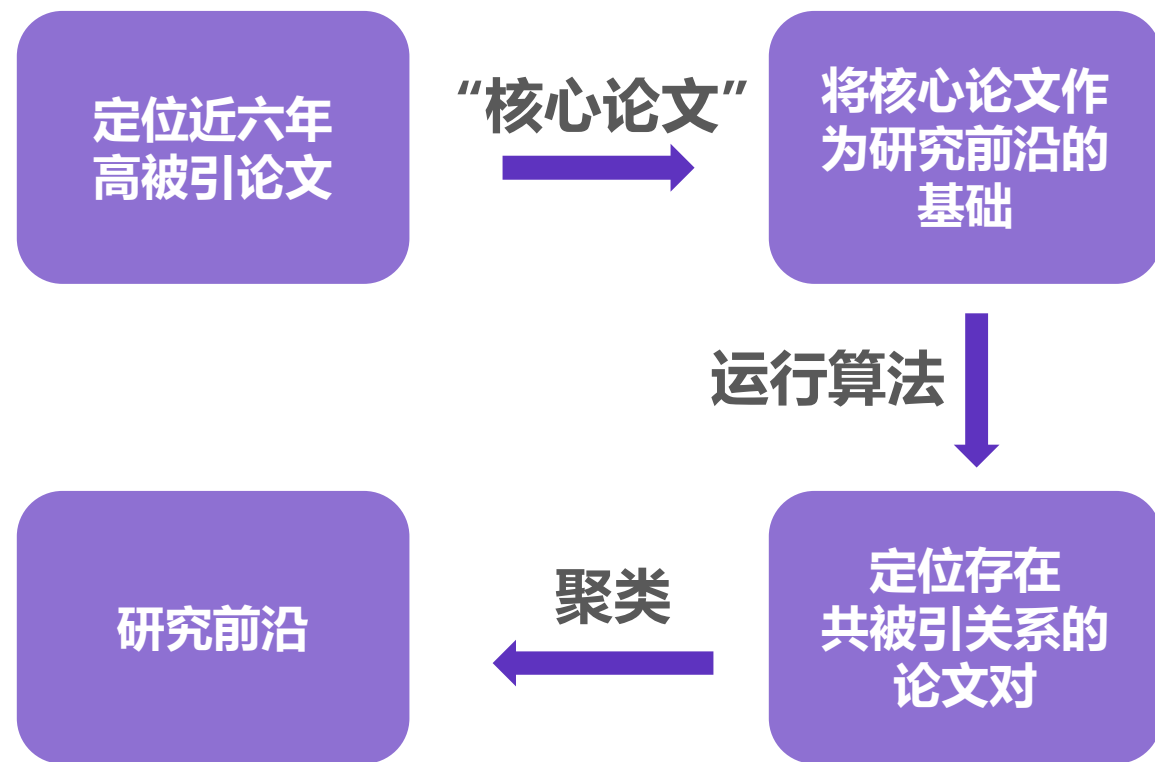 定位近六年
高被引论文
“核心论文”
将核心论文作
为研究前沿的
基础
运行算法
定位存在
共被引关系的
论文对
聚类
研究前沿